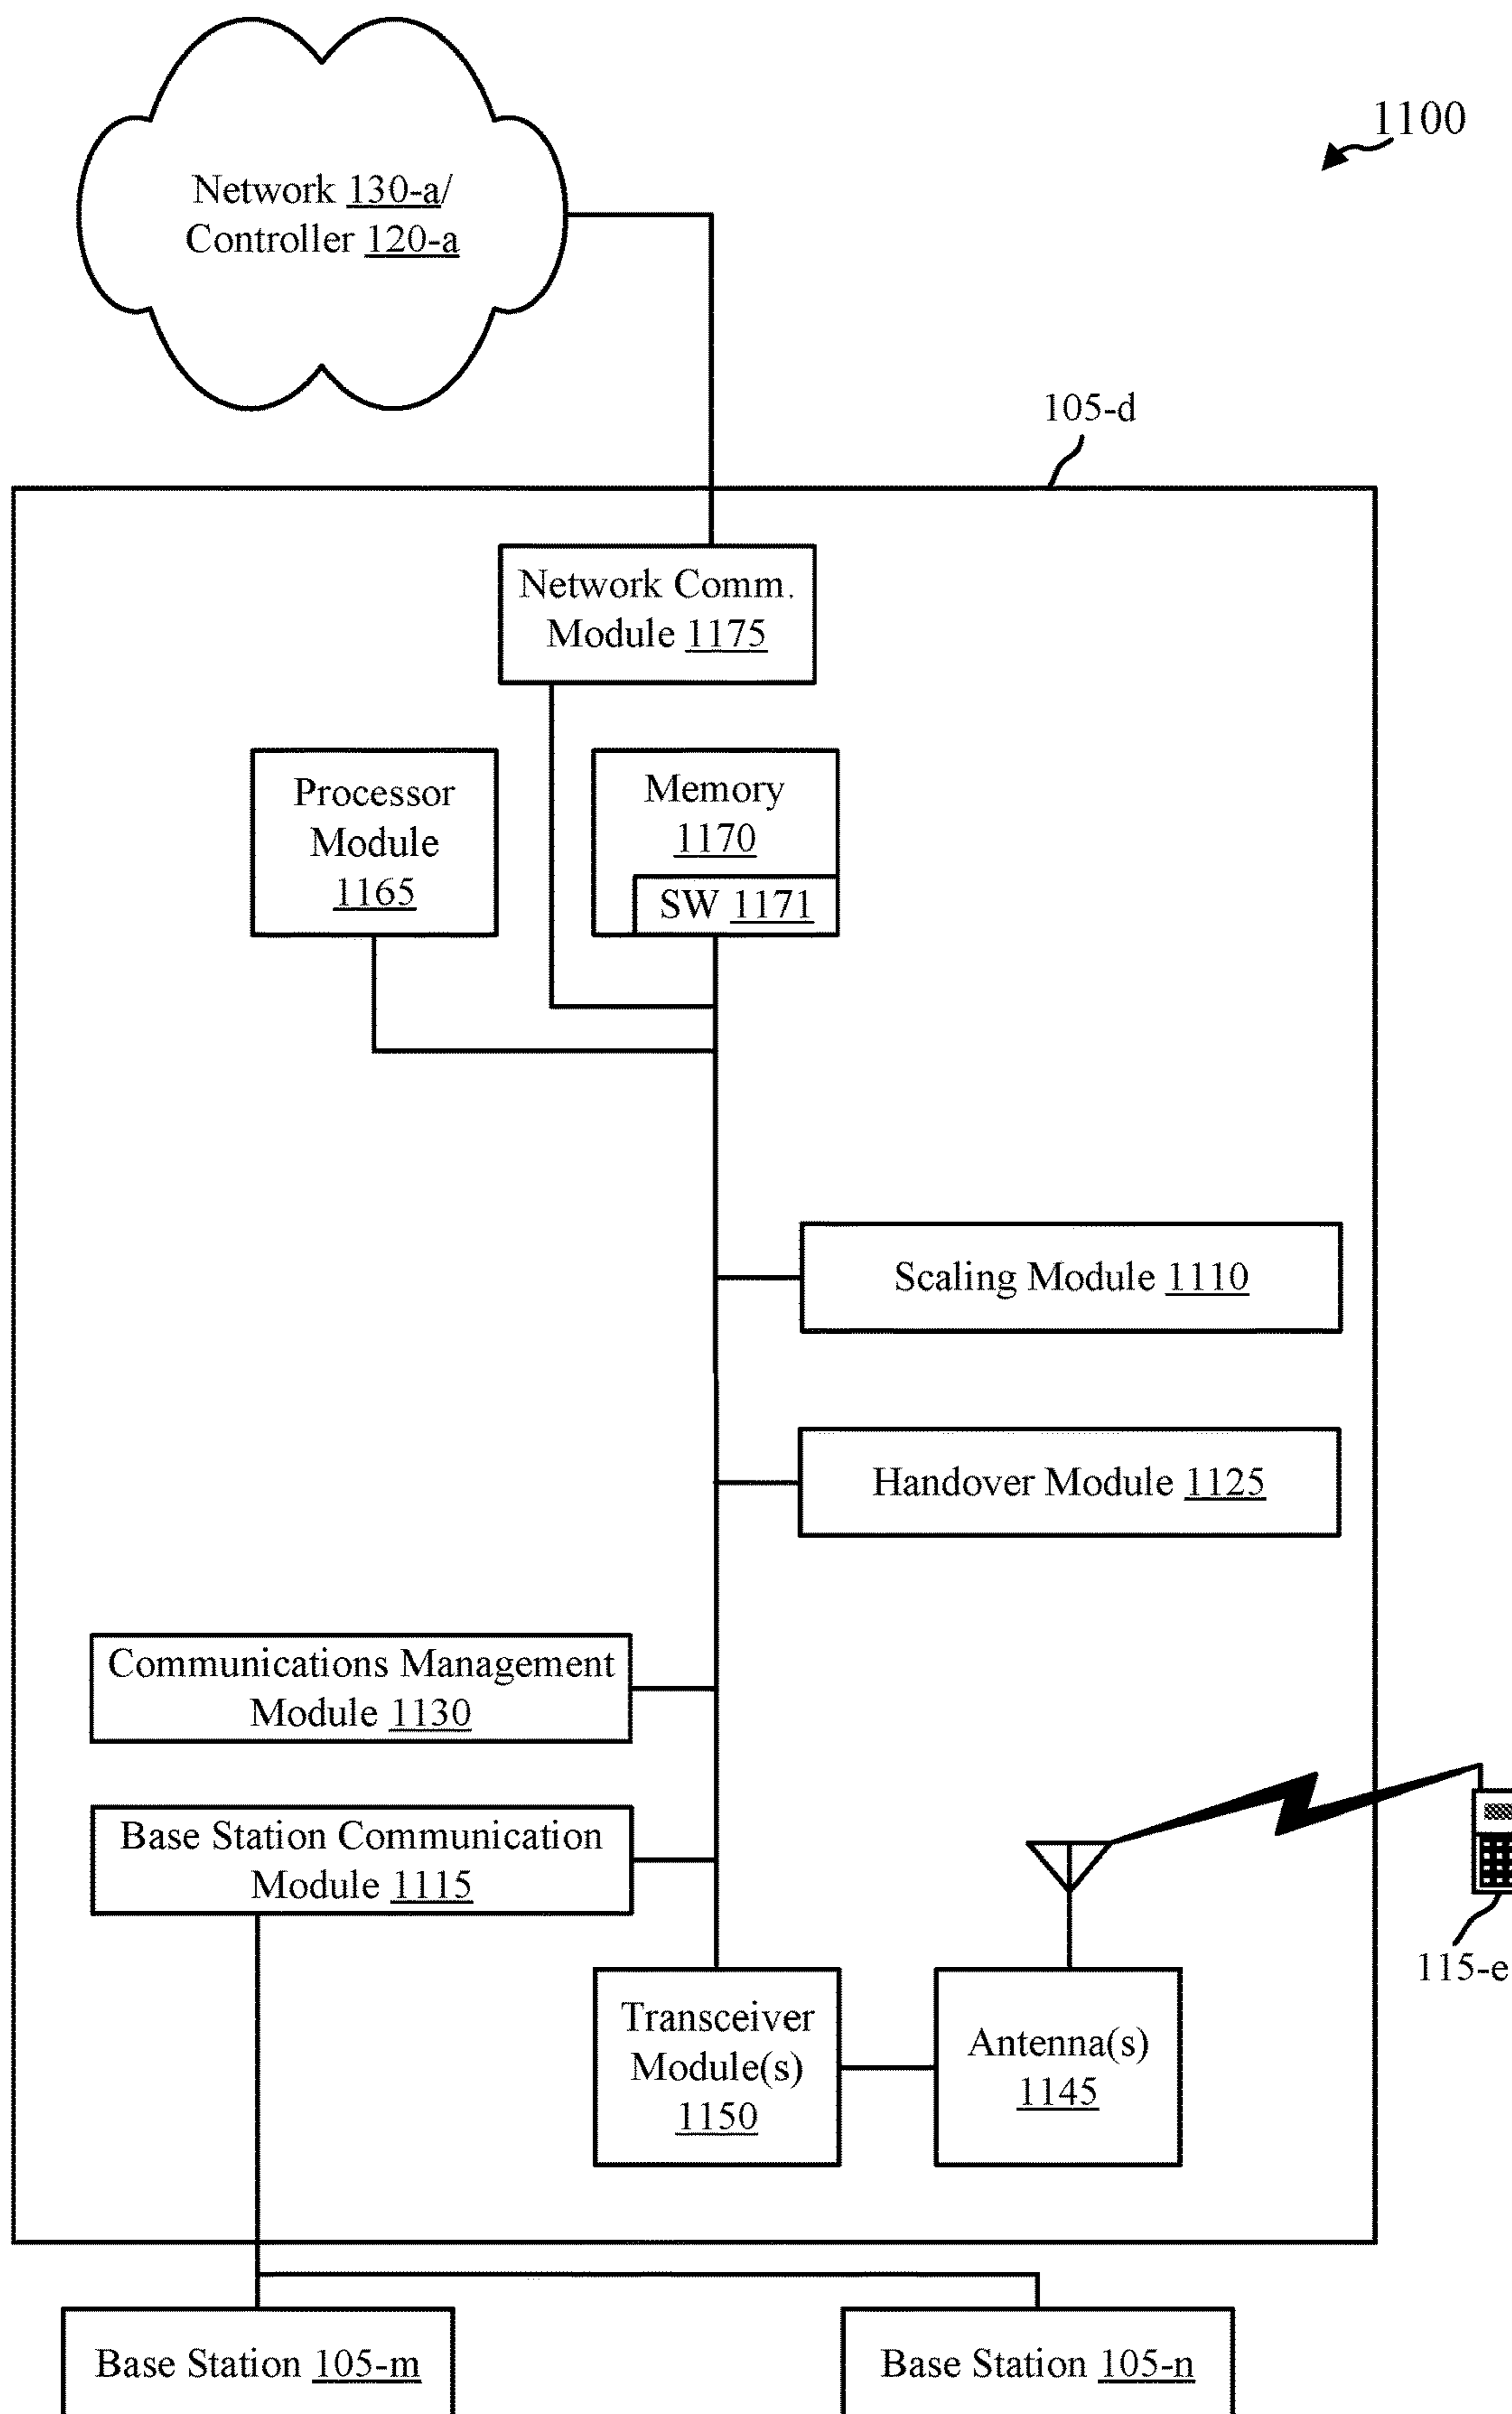 1100
Network 130-a/
Controller 120-a
105-d
Network Comm.
Module 1175
Processor
Module
1165
Memory
1170
SW 1171
Scaling Module 1110
Handover Module 1125
Communications Management
Module 1130
Base Station Communication
Module 1115
115-e
Transceiver
Module(s)
1150
Antenna(s)
1145
Base Station 105-m
Base Station 105-n